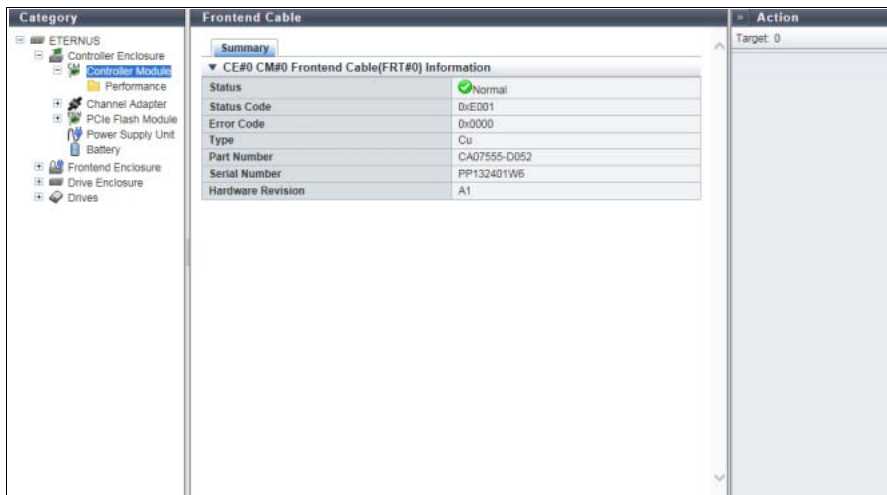 Category
ETERNUS
Controller Enclosure
Controller Module
Performance
Channel Adapter
PCIe Flash Module
Power Supply Unit
Battery
Frontend Enclosure
Drive Enclosure
Drives
Frontend Cable
Summary
▼ CE#0 CM#0 Frontend Cable(FRT#0) Information
Status Normal
Status Code 0xE001
Error Code 0x0000
Type Cu
Part Number CA07555-D052
Serial Number PP132401W6
Hardware Revision A1
» Action
Target: 0